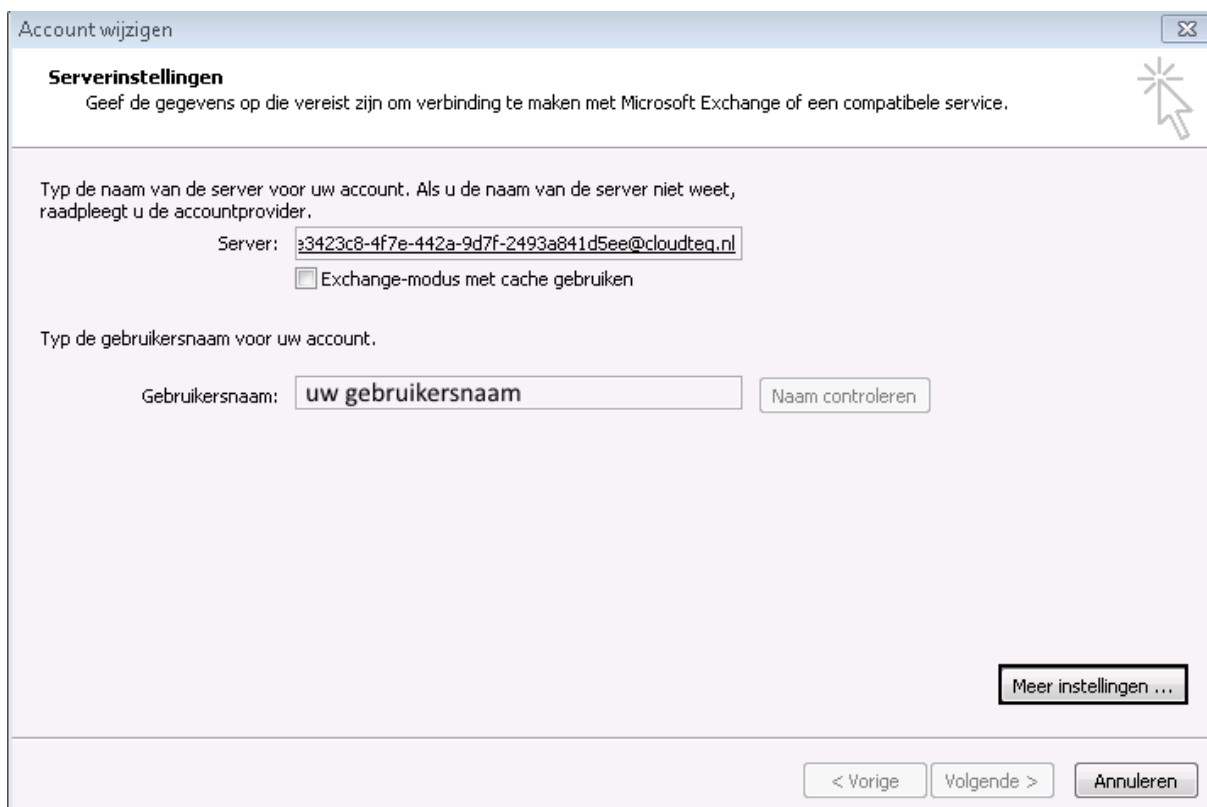 Account wijzigen
Serverinstellingen
Geef de gegevens op die vereist zijn om verbinding te maken met Microsoft Exchange of een compatibele service.
Typ de naam van de server voor uw account. Als u de naam van de server niet weet,
raadpleegt u de accountprovider.
Server: e3423c8-4f7e-442a-9d7f-2493a841d5ee@cloudteq.nl
Exchange-modus met cache gebruiken
Typ de gebruikersnaam voor uw account.
Gebruikersnaam: uw gebruikersnaam Naam controleren
Meer instellingen ...
< Vorige Volgende > Annuleren